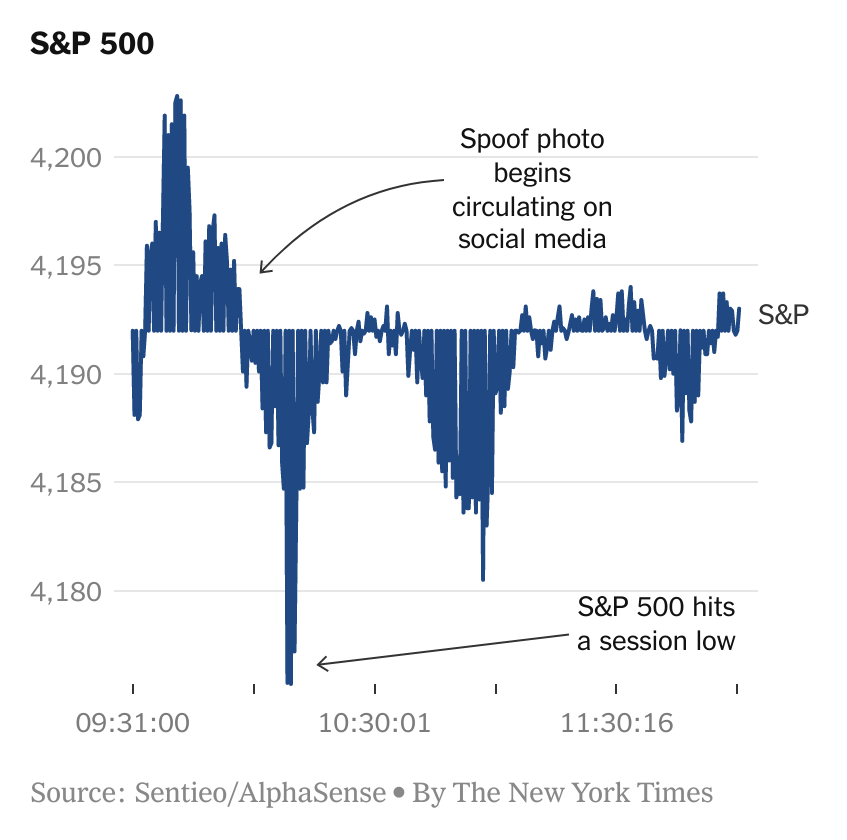 S&P 500
4,200
Spoof photo
begins
circulating on
social media
4,195
S&P
4,190
4,185
4,180
S&P 500 hits
a session low
09:31:00
10:30:01
11:30:16
Source: Sentieo/AlphaSense • By The New York Times